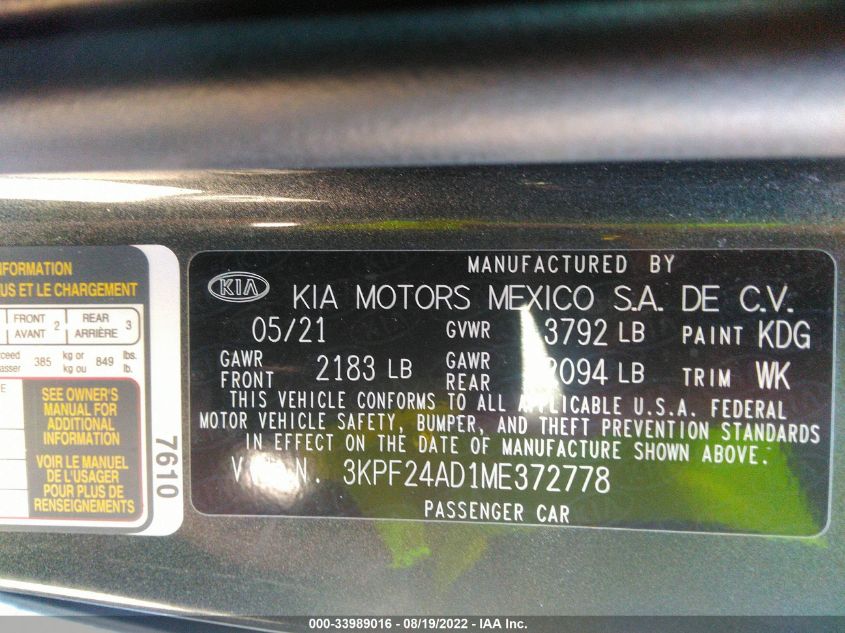 NFORMATION
US ET LE CHARGEMENT
FRONT 2 REAR 3
AVANT ARRIÈRE
385 kg or 849 lbs.
kg ou lb.
SEE OWNER'S
MANUAL FOR
ADDITIONAL
INFORMATION
VOIR LE MANUEL
DE L'USAGER
POUR PLUS DE
RENSEIGNEMENTS
7610
MANUFACTURED BY
KIA KIA MOTORS MEXICO S.A. DE C.V.
05/21 GVWR 3792 LB PAINT KDG
GAWR FRONT 2183 LB GAWR REAR 2094 LB TRIM WK
THIS VEHICLE CONFORMS TO ALL APPLICABLE U.S.A. FEDERAL
MOTOR VEHICLE SAFETY, BUMPER, AND THEFT PREVENTION STANDARDS
IN EFFECT ON THE DATE OF MANUFACTURE SHOWN ABOVE.
V.I.N. : 3KPF24AD1ME372778
PASSENGER CAR
000-33989016 - 08/19/2022 - IAA Inc.